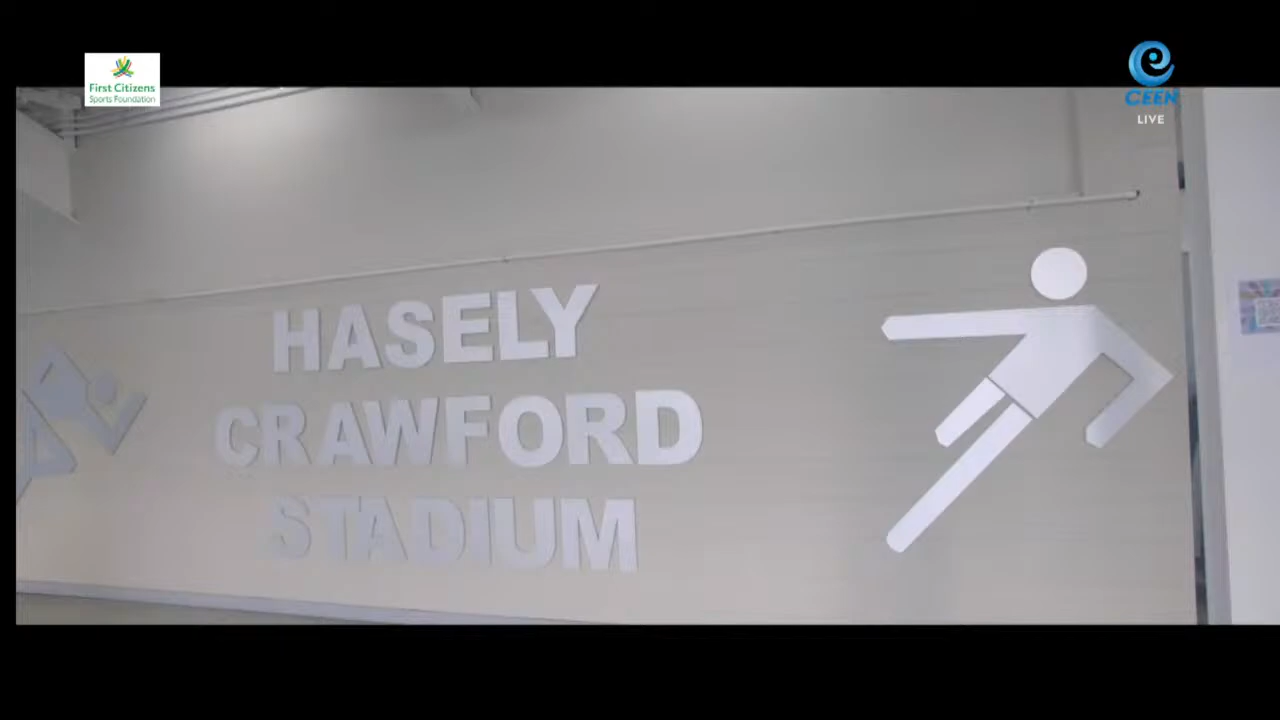 First Citizens
Sports Foundation
CEEN
LIVE
HASELY
CRAWFORD
STADIUM